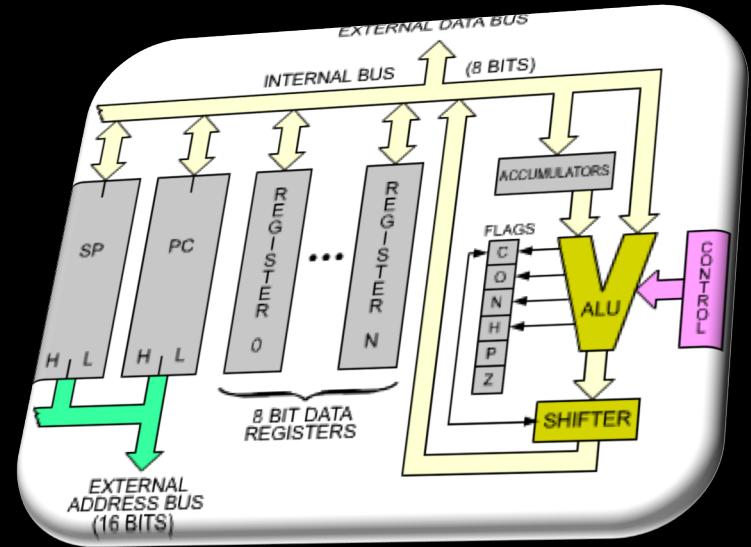 EXTERNAL DATA BUS
INTERNAL BUS (8 BITS)
SP
H L
PC
H L
REGISTER 0
REGISTER N
8 BIT DATA
REGISTERS
EXTERNAL
ADDRESS BUS
(16 BITS)
ACCUMULATORS
FLAGS
C
O
N
H
P
Z
ALU
CONTROL
SHIFTER